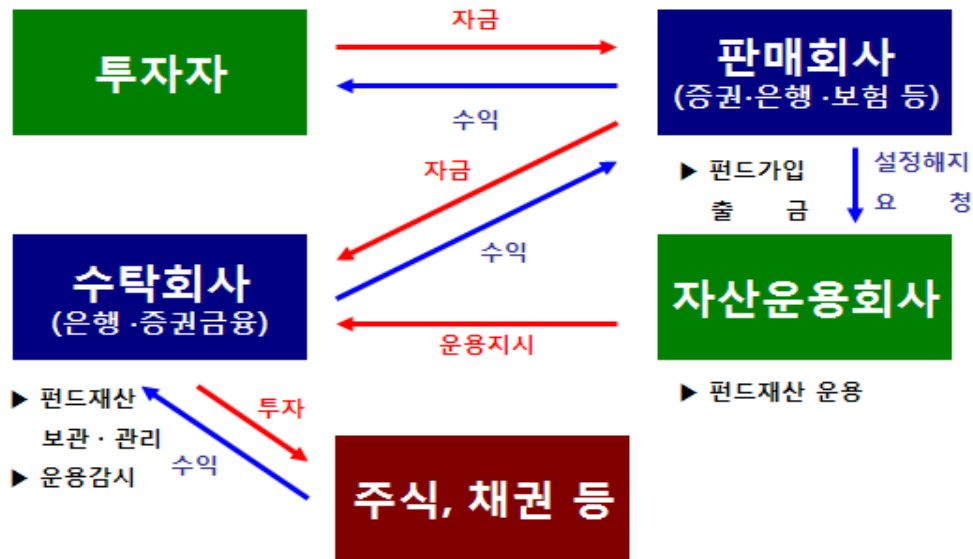 자금
투자자
판매회사
(증권·은행 ·보험 등)
수익
자금
▶ 펀드가입
출 금
설정해지
요 청
수익
수탁회사
(은행 ·증권금융)
자산운용회사
운용지시
▶ 펀드재산
보관 · 관리
▶ 운용감시
투자
수익
▶ 펀드재산 운용
주식, 채권 등